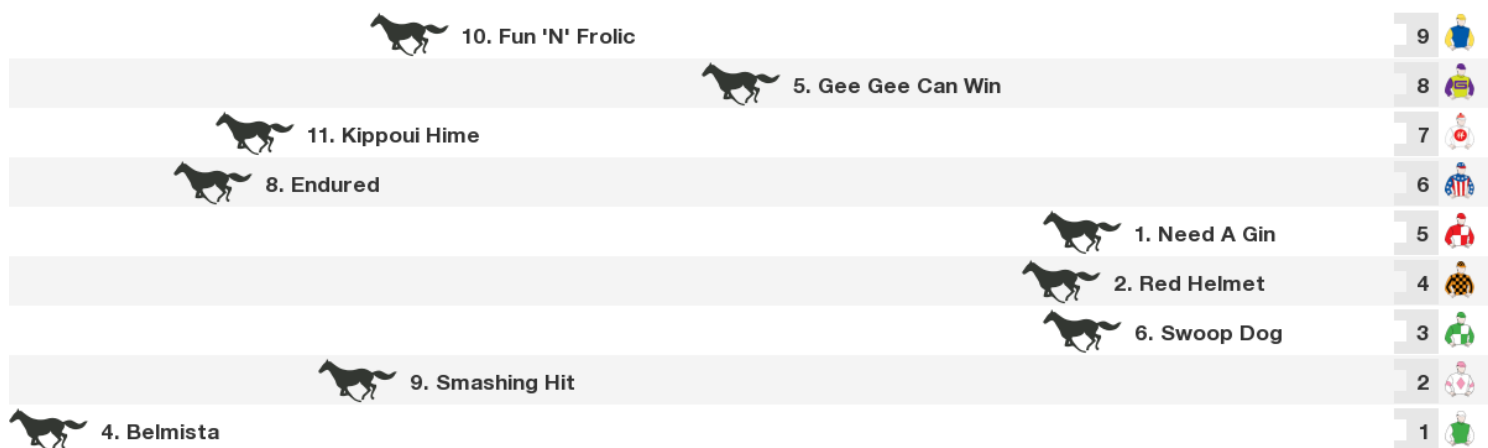 10. Fun 'N' Frolic 9
5. Gee Gee Can Win 8
11. Kippoui Hime 7
8. Endured 6
1. Need A Gin 5
2. Red Helmet 4
6. Swoop Dog 3
9. Smashing Hit 2
4. Belmista 1